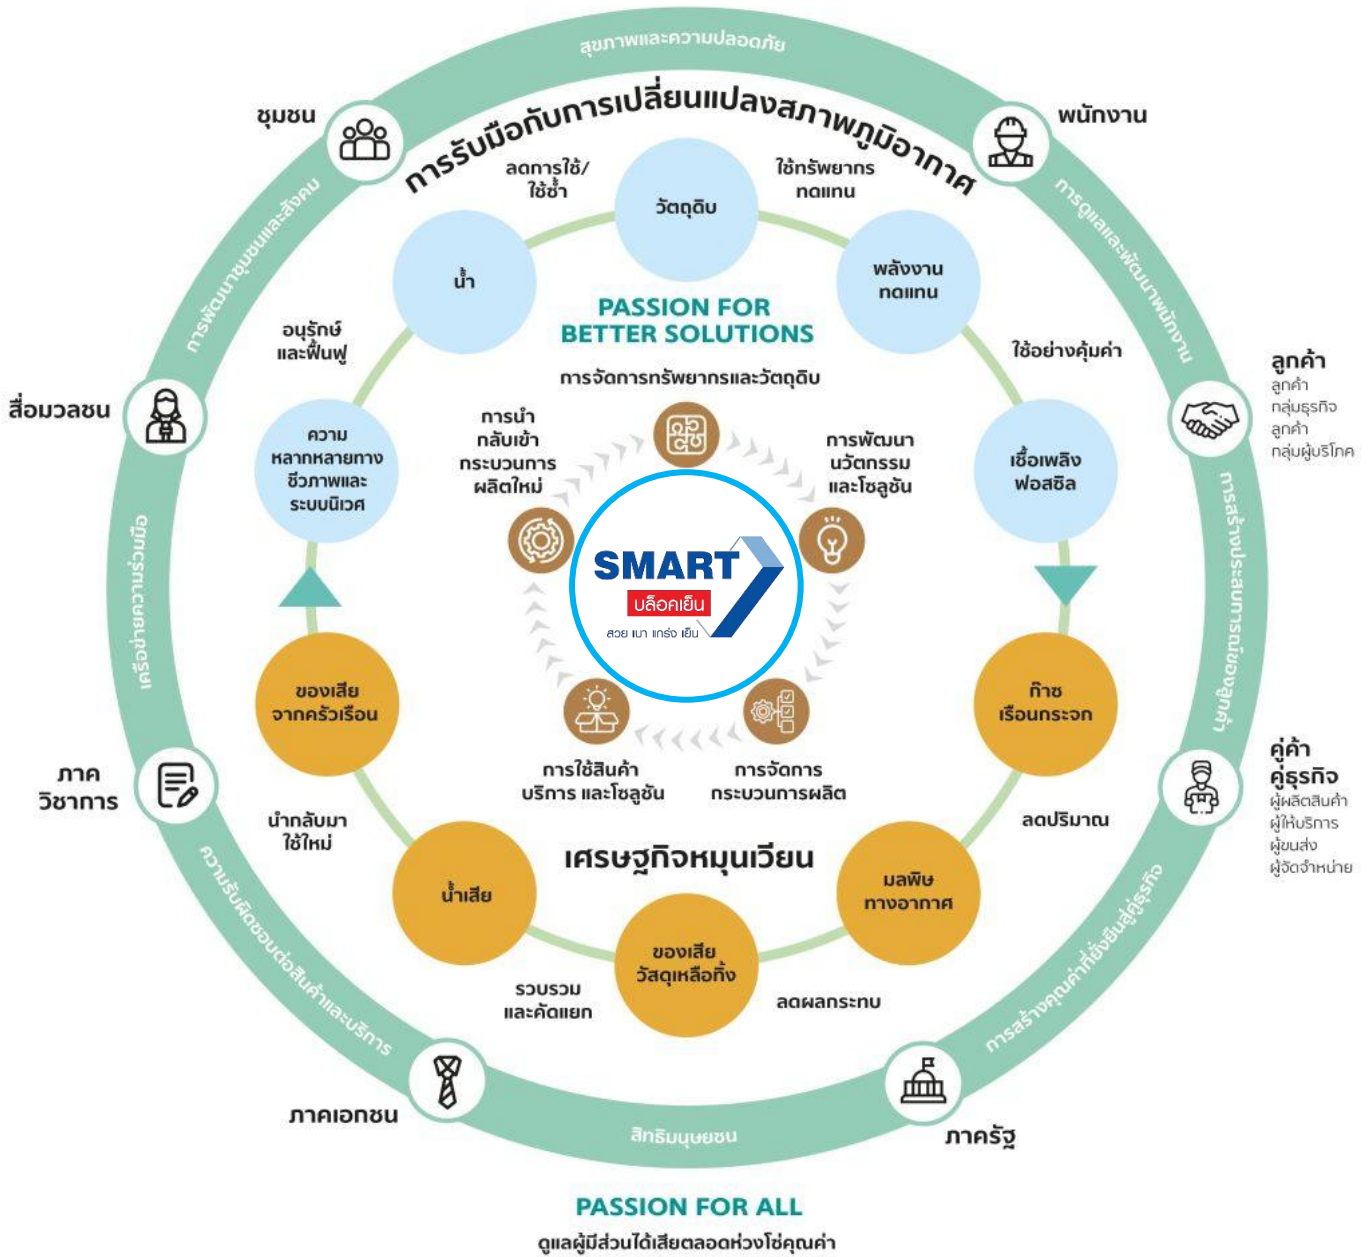 สุขภาพและความปลอดภัย
การรับมือกับการเปลี่ยนแปลงสภาพภูมิอากาศ
ชุมชน
พนักงาน
ลดการใช้/
ใช้ซ้ำ
วัตถุดิบ
ใช้ทรัพยากร
ทดแทน
การพัฒนาชุมชนและสังคม
การดูแลและพัฒนาพนักงาน
น้ำ
พลังงาน
ทดแทน
PASSION FOR
BETTER SOLUTIONS
อนุรักษ์
และฟื้นฟู
ใช้อย่างคุ้มค่า
การจัดการทรัพยากรและวัตถุดิบ
สื่อมวลชน
ลูกค้า
ลูกค้า
กลุ่มธุรกิจ
ลูกค้า
กลุ่มผู้บริโภค
ความ
หลากหลายทาง
ชีวภาพและ
ระบบนิเวศ
การนำ
กลับเข้า
กระบวนการ
ผลิตใหม่
การพัฒนา
นวัตกรรม
และโซลูชัน
เชื้อเพลิง
ฟอสซิล
เครือข่ายความร่วมมือ
การสร้างประสบการณ์ของลูกค้า
SMART
บล็อคเย็น
สวย เบา แกร่ง เย็น
ของเสีย
จากครัวเรือน
ก๊าซ
เรือนกระจก
การใช้สินค้า
บริการ และโซลูชัน
การจัดการ
กระบวนการผลิต
ภาค
วิชาการ
คู่ค้า
คู่ธุรกิจ
ผู้ผลิตสินค้า
ผู้ให้บริการ
ผู้ขนส่ง
ผู้จัดจำหน่าย
นำกลับมา
ใช้ใหม่
ลดปริมาณ
เศรษฐกิจหมุนเวียน
น้ำเสีย
มลพิษ
ทางอากาศ
ของเสีย
วัสดุเหลือทิ้ง
รวบรวม
และคัดแยก
ลดผลกระทบ
ความรับผิดชอบต่อสินค้าและบริการ
การสร้างคุณค่าที่ยั่งยืนสู่คู่ธุรกิจ
ภาคเอกชน
ภาครัฐ
สิทธิมนุษยชน
PASSION FOR ALL
ดูแลผู้มีส่วนได้เสียตลอดห่วงโซ่คุณค่า